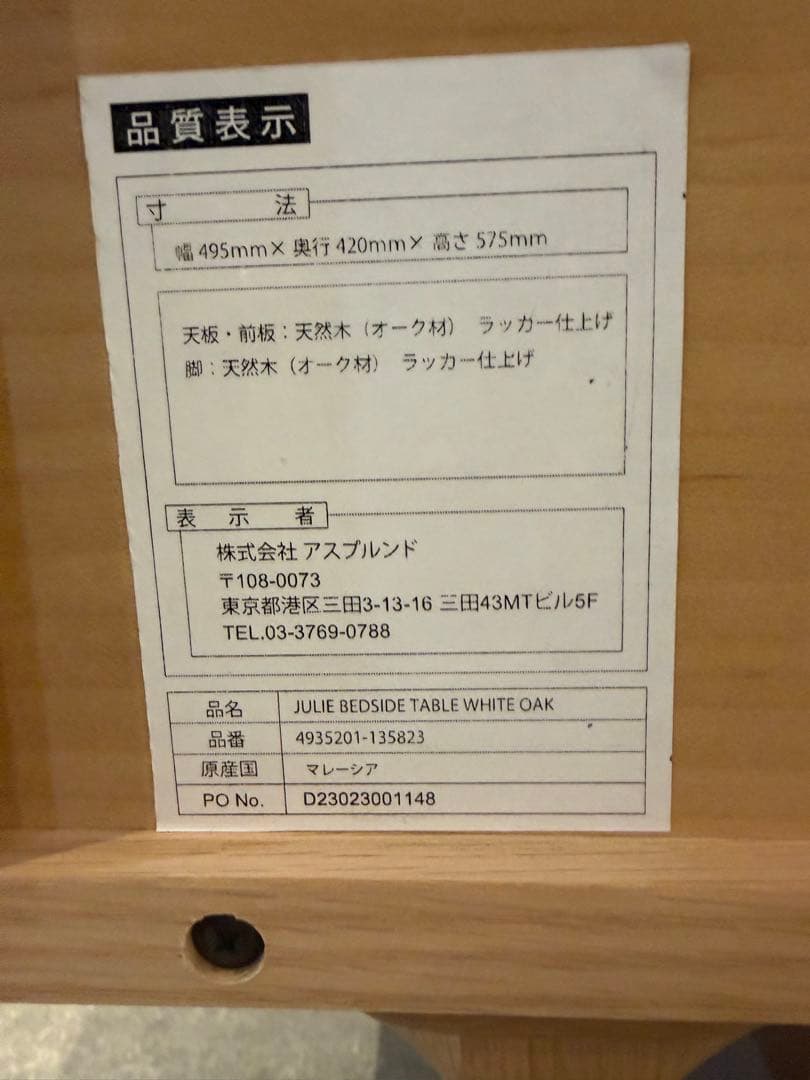 品質表示
寸法
幅 495mm× 奥行 420mm× 高さ 575mm
天板・前板：天然木（オーク材） ラッカー仕上げ
脚：天然木（オーク材） ラッカー仕上げ
表示者
株式会社 アスプルンド
〒108-0073
東京都港区三田3-13-16 三田43MTビル5F
TEL.03-3769-0788
品名 JULIE BEDSIDE TABLE WHITE OAK
品番 4935201-135823
原産国 マレーシア
PO No. D23023001148